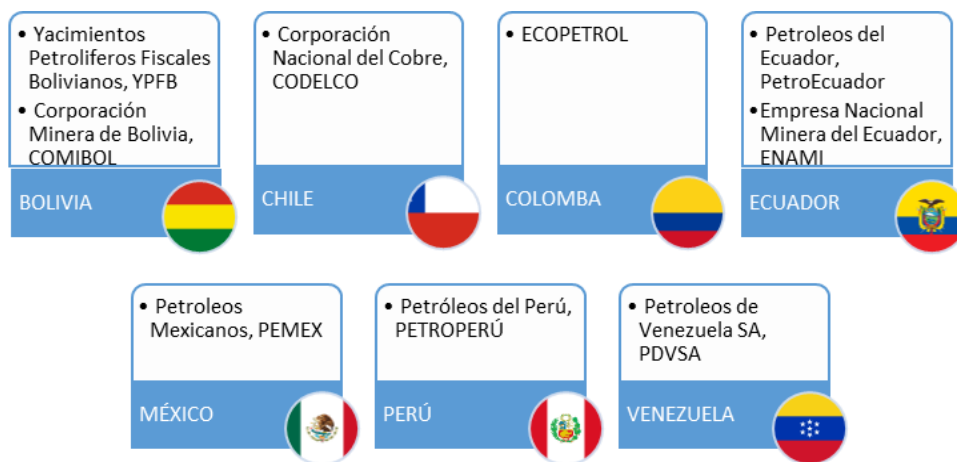 • Yacimientos
Petroliferos Fiscales
Bolivianos, YPFB
• Corporación
Minera de Bolivia,
COMIBOL
BOLIVIA
• Corporación
Nacional del Cobre,
CODELCO
CHILE
• ECOPETROL
COLOMBA
• Petroleos del
Ecuador,
PetroEcuador
•Empresa Nacional
Minera del Ecuador,
ENAMI
ECUADOR
• Petroleos
Mexicanos, PEMEX
MÉXICO
• Petróleos del Perú,
PETROPERÚ
PERÚ
• Petroleos de
Venezuela SA,
PDVSA
VENEZUELA